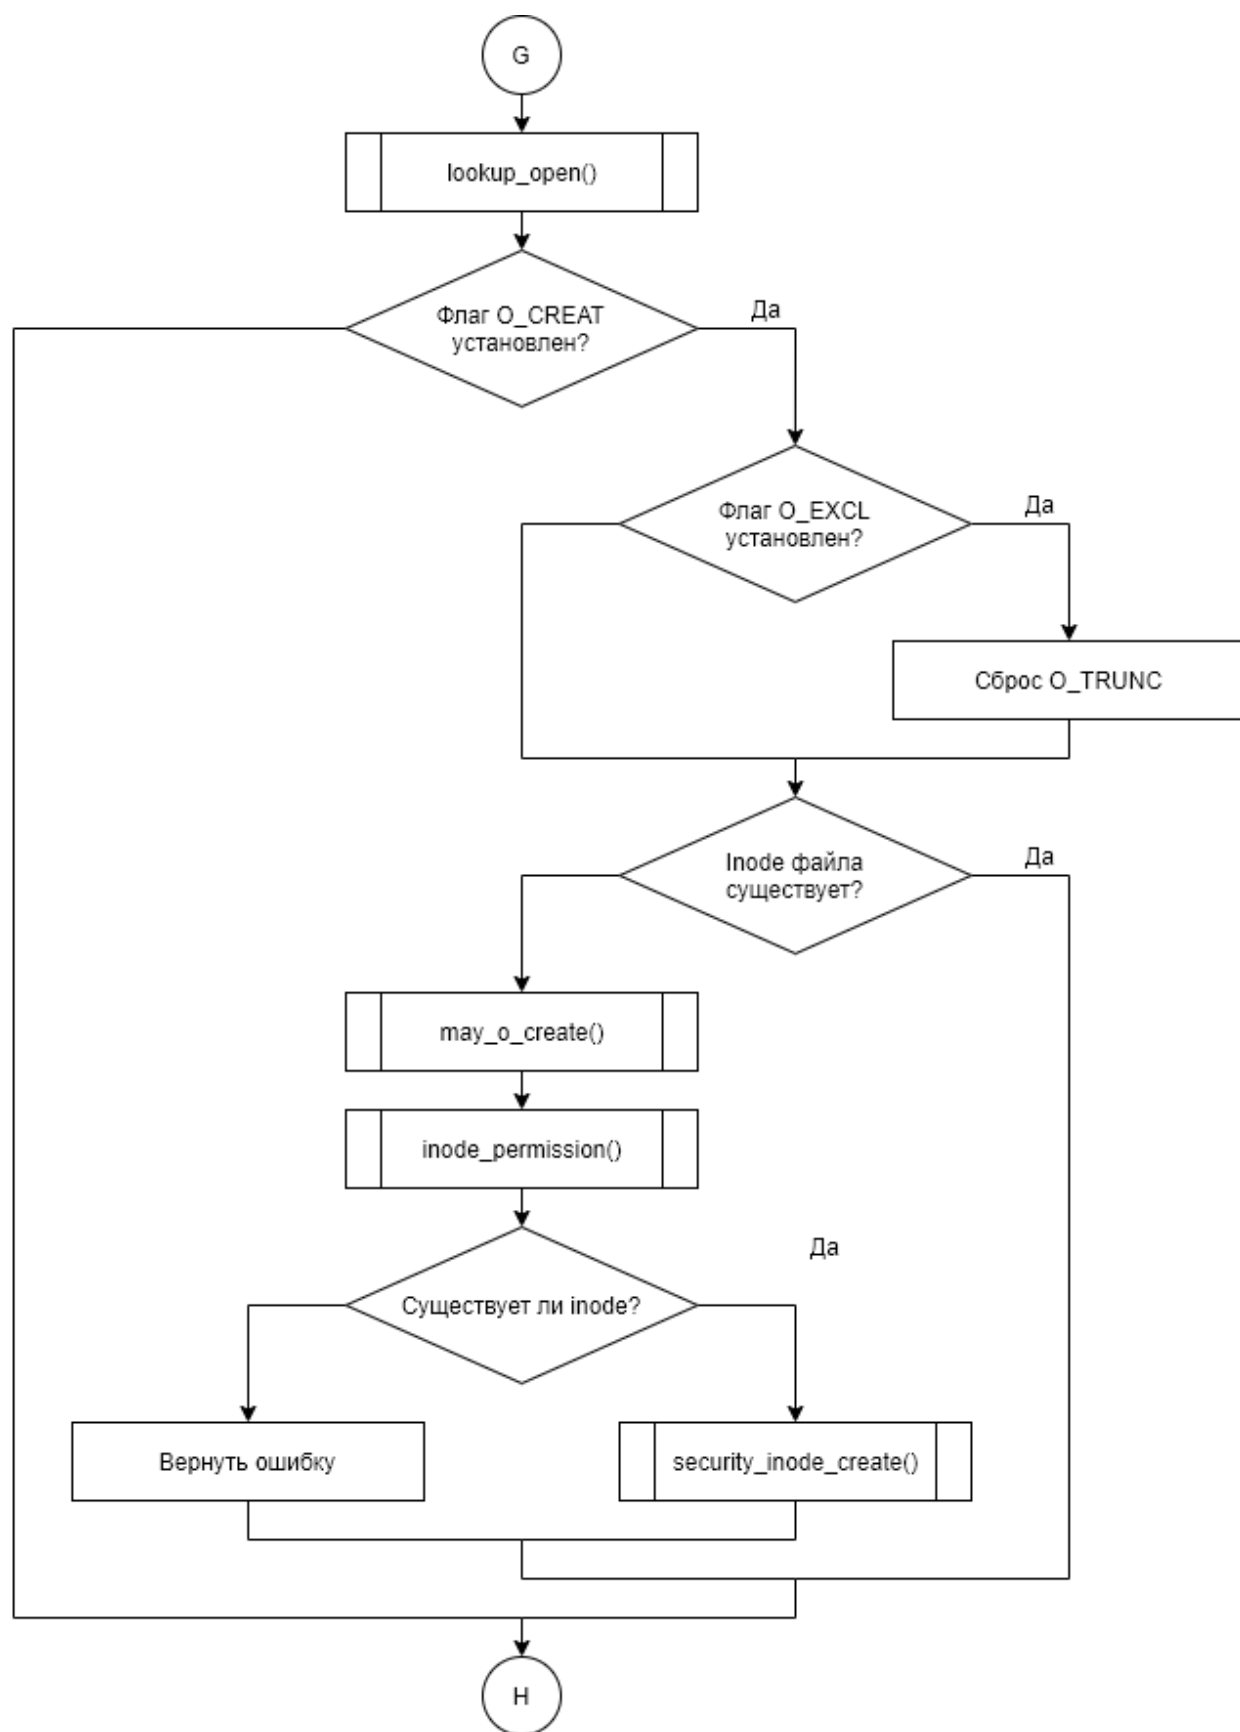 G
lookup_open()
Флаг O_CREAT
установлен?
Да
Флаг O_EXCL
установлен?
Да
Сброс O_TRUNC
Inode файла
существует?
Да
may_o_create()
inode_permission()
Да
Существует ли inode?
Вернуть ошибку
security_inode_create()
H